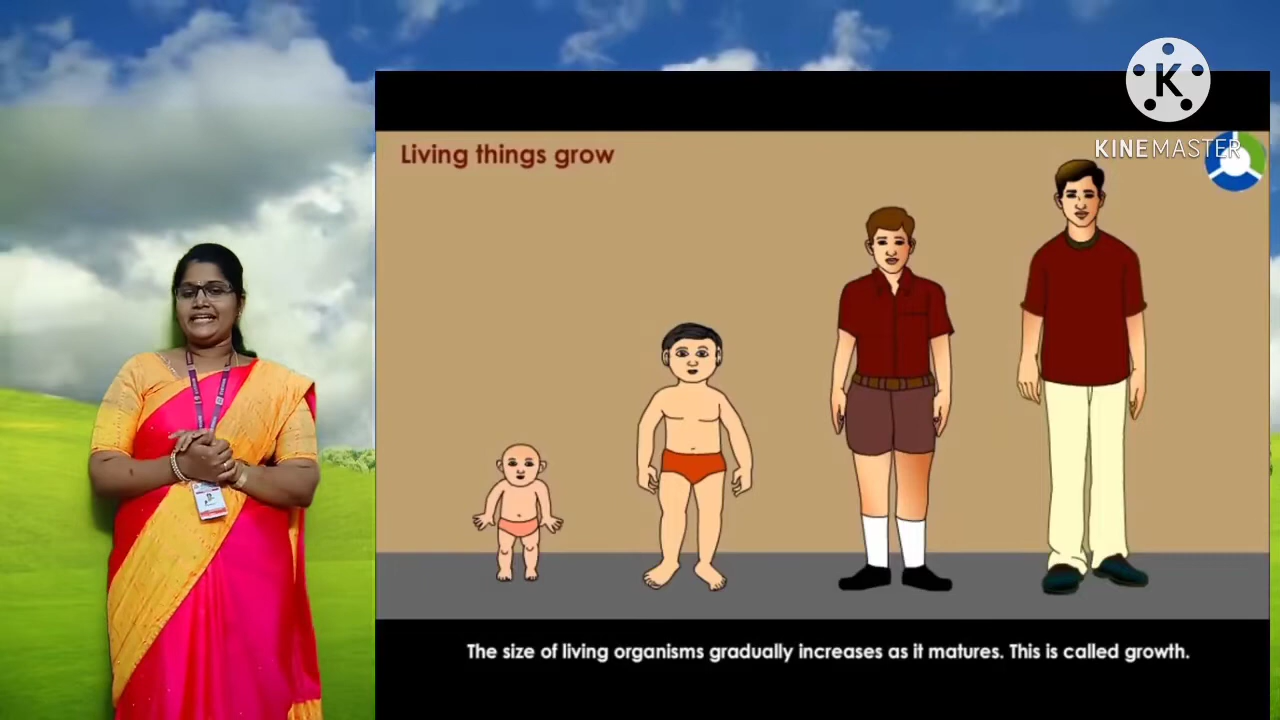 K
KINEMASTER
Living things grow
The size of living organisms gradually increases as it matures. This is called growth.